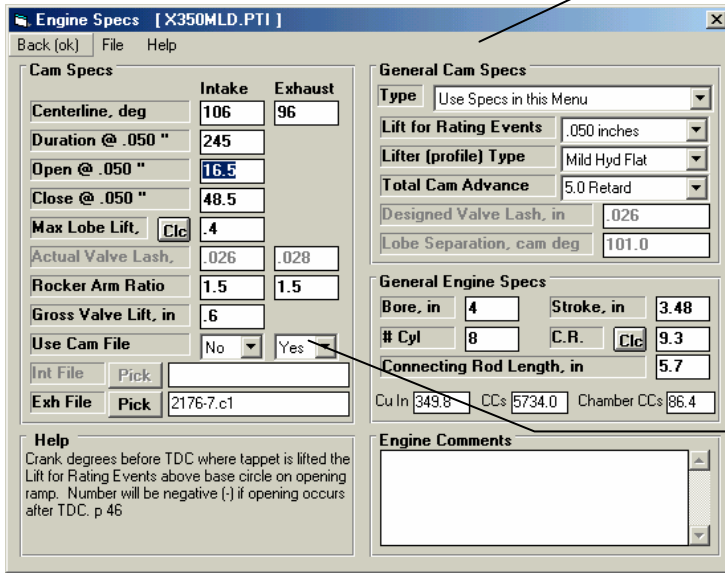 Engine Specs [ X350MLD.PTI ]
Back (ok) File Help
Cam Specs
Intake Exhaust
Centerline, deg 106 96
Duration @ .050 " 245
Open @ .050 " 16.5
Close @ .050 " 48.5
Max Lobe Lift, Clc .4
Actual Valve Lash, .026 .028
Rocker Arm Ratio 1.5 1.5
Gross Valve Lift, in .6
Use Cam File No Yes
Int File Pick
Exh File Pick 2176-7.c1
Help
Crank degrees before TDC where tappet is lifted the
Lift for Rating Events above base circle on opening
ramp. Number will be negative (-) if opening occurs
after TDC. p 46
General Cam Specs
Type Use Specs in this Menu
Lift for Rating Events .050 inches
Lifter (profile) Type Mild Hyd Flat
Total Cam Advance 5.0 Retard
Designed Valve Lash, in .026
Lobe Separation, cam deg 101.0
General Engine Specs
Bore, in 4 Stroke, in 3.48
# Cyl 8 C.R. Clc 9.3
Connecting Rod Length, in 5.7
Cu In 349.8 CCs 5734.0 Chamber CCs 86.4
Engine Comments